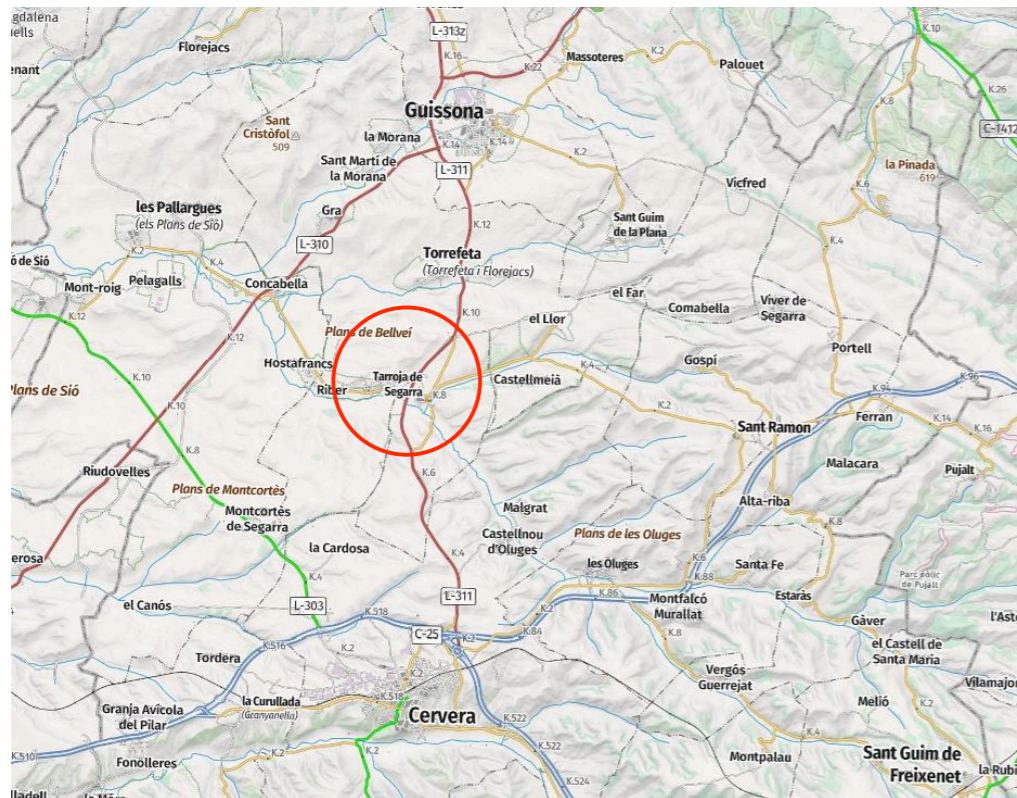 gdalena
L-313z
K.10
Florejacs
K.16
K.2
Massoteres
Palouet
K.22
K.26
enant
Guissona
K.8
Sant
Cristòfol
509
la Morana
K.14
K.14
C-1412
Sant Martí de
la Morana
K.2
la Pinada
619
L-311
Vicfred
K.6
les Pallargues
(els Plans de Sió)
Gra
Sant Guim
de la Plana
K.12
L-310
K.2
K.4
Torrefeta
(Torrefeta i Florejacs)
K.4
ó de Sió
Mont-roig
Pelagalls
Concabella
el Far
Comabella
Viver de
Segarra
K.12
K.10
el Llor
Plans de Bellveí
K.12
Portell
Hostafrancs
K.4
Gospí
K.96
Plans de Sió
K.10
Riber
Tarroja de
Segarra
K.8
Castellmeià
K.94
K.10
K.2
Ferran
K.14
K.16
Sant Ramon
K.8
Riudovelles
K.6
Malacara
Pujalt
Plans de Montcortès
Montcortès
de Segarra
Malgrat
Alta-riba
K.8
Castellnou
d'Oluges
Plans de les Oluges
la Cardosa
K.4
erosa
les Oluges
K.6
Santa Fe
K.88
Parc eòlic
de Pujalt
K.4
L-311
K.86
Montfalcó
Murallat
Estaràs
el Canós
L-303
K.518
K.2
Gàver
l'Aste
C-25
K.2
K.84
K.8
K.516
K.2
el Castell de
Santa Maria
Tordera
K.2
Vergós
Guerrejat
Vilamajor
Granja Avícola
del Pilar
la Curullada
(Granyanella)
K.518
Cervera
K.522
Melió
K.2
K.510
Fonolleres
K.2
K.2
K.522
Montpalau
Sant Guim de
Freixenet
la Rubi
K.524